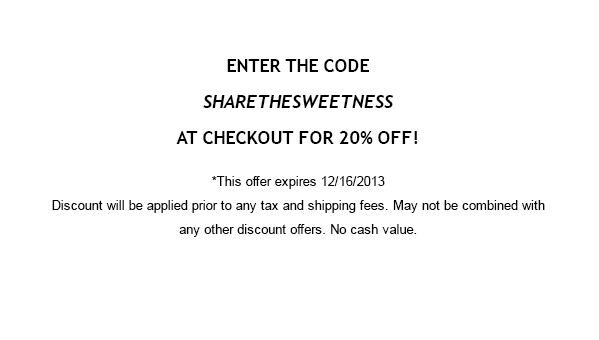 ENTER THE CODE
SHARETHESWEETNESS
AT CHECKOUT FOR 20% OFF!
*This offer expires 12/16/2013
Discount will be applied prior to any tax and shipping fees. May not be combined with
any other discount offers. No cash value.